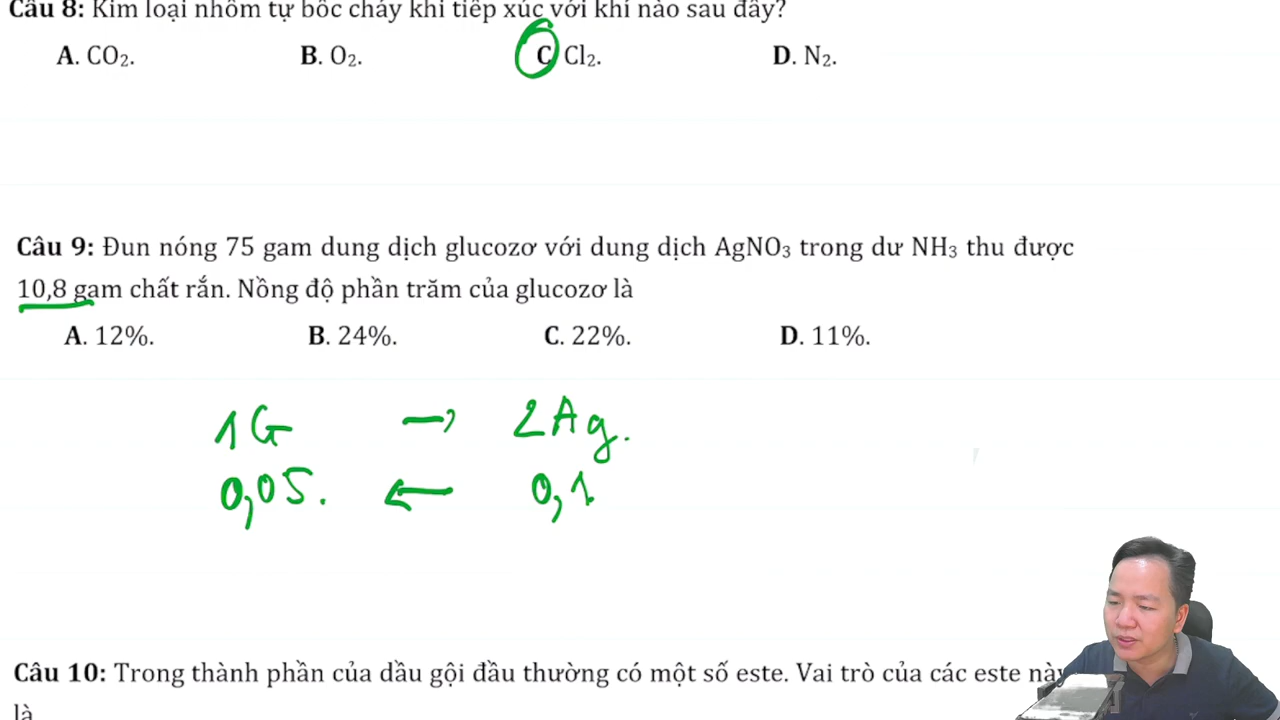 Câu 8: Kim loại nhôm tự bốc cháy khi tiếp xúc với khí nào sau đây?
A. CO₂. B. O₂. C Cl₂. D. N₂.
Câu 9: Đun nóng 75 gam dung dịch glucozơ với dung dịch AgNO₃ trong dư NH₃ thu được
10,8 gam chất rắn. Nồng độ phần trăm của glucozơ là
A. 12%. B. 24%. C. 22%. D. 11%.
1G → 2Ag.
0,05. ← 0,1
Câu 10: Trong thành phần của dầu gội đầu thường có một số este. Vai trò của các este này
là